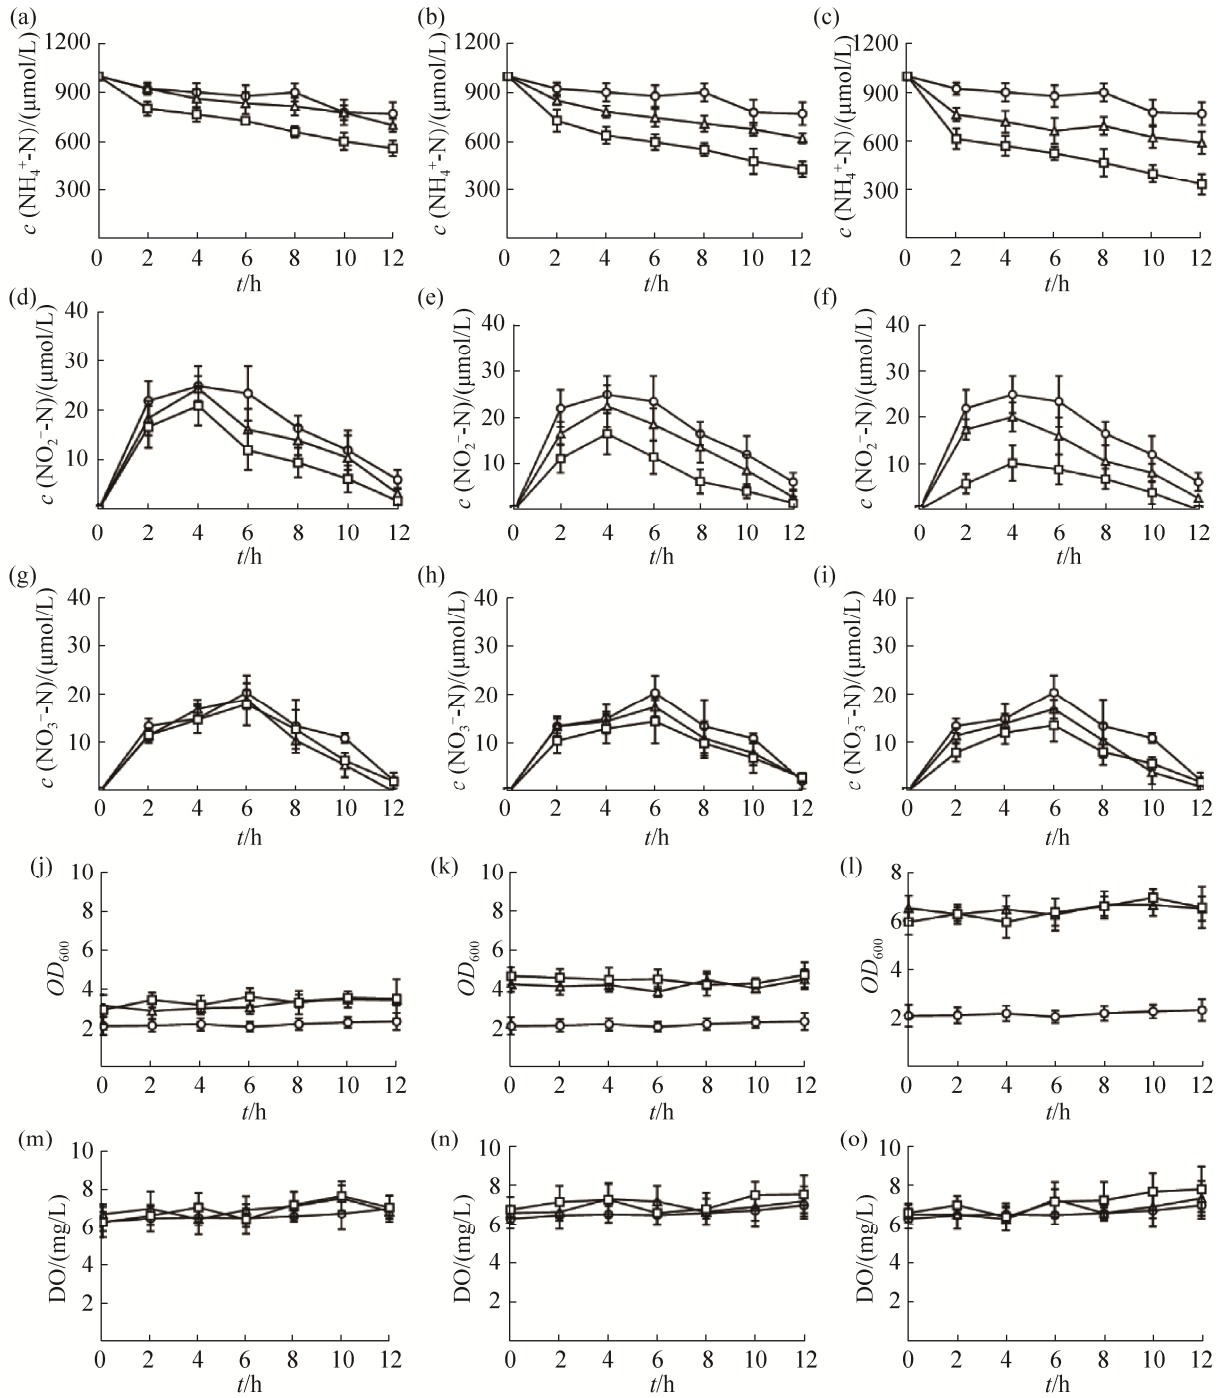 (a) (b) (c)
c (NH₄⁺-N)/(μmol/L) c (NH₄⁺-N)/(μmol/L) c (NH₄⁺-N)/(μmol/L)
1200 1200 1200
900 900 900
600 600 600
300 300 300
0 2 4 6 8 10 12 0 2 4 6 8 10 12 0 2 4 6 8 10 12
t/h t/h t/h
(d) (e) (f)
c (NO₂⁻-N)/(μmol/L) c (NO₂⁻-N)/(μmol/L) c (NO₂⁻-N)/(μmol/L)
40 40 40
30 30 30
20 20 20
10 10 10
0 2 4 6 8 10 12 0 2 4 6 8 10 12 0 2 4 6 8 10 12
t/h t/h t/h
(g) (h) (i)
c (NO₃⁻-N)/(μmol/L) c (NO₃⁻-N)/(μmol/L) c (NO₃⁻-N)/(μmol/L)
40 40 40
30 30 30
20 20 20
10 10 10
0 2 4 6 8 10 12 0 2 4 6 8 10 12 0 2 4 6 8 10 12
t/h t/h t/h
(j) (k) (l)
OD₆₀₀ OD₆₀₀ OD₆₀₀
10 10 8
8 8 6
6 6 4
4 4 2
2 2
0 2 4 6 8 10 12 0 2 4 6 8 10 12 0 2 4 6 8 10 12
t/h t/h t/h
(m) (n) (o)
DO/(mg/L) DO/(mg/L) DO/(mg/L)
10 10 10
8 8 8
6 6 6
4 4 4
2 2 2
0 2 4 6 8 10 12 0 2 4 6 8 10 12 0 2 4 6 8 10 12
t/h t/h t/h